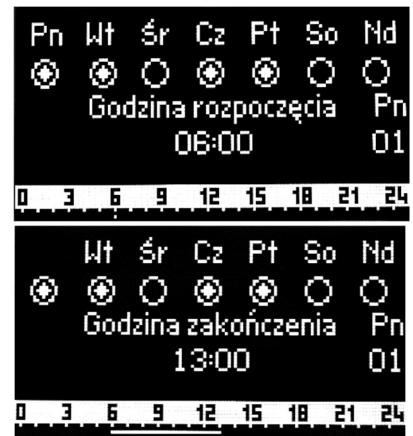 Pn Wt Śr Cz Pt So Nd
Godzina rozpoczęcia Pn
06:00 01
0 3 6 9 12 15 18 21 24
Wt Śr Cz Pt So Nd
Godzina zakończenia Pn
13:00 01
0 3 6 9 12 15 18 21 24